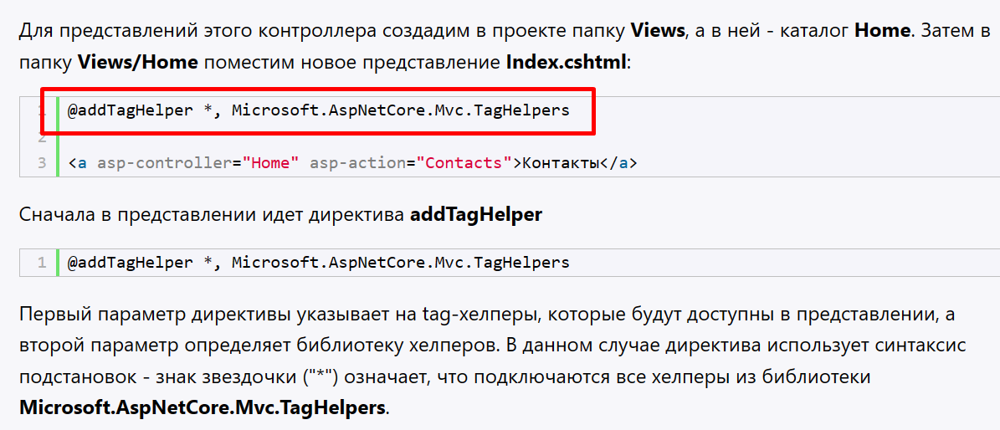 Для представлений этого контроллера создадим в проекте папку Views, а в ней - каталог Home. Затем в
папку Views/Home поместим новое представление Index.cshtml:
1 @addTagHelper *, Microsoft.AspNetCore.Mvc.TagHelpers
2
3 <a asp-controller="Home" asp-action="Contacts">Контакты</a>
Сначала в представлении идет директива addTagHelper
1 @addTagHelper *, Microsoft.AspNetCore.Mvc.TagHelpers
Первый параметр директивы указывает на tag-хелперы, которые будут доступны в представлении, а
второй параметр определяет библиотеку хелперов. В данном случае директива использует синтаксис
подстановок - знак звездочки ("*") означает, что подключаются все хелперы из библиотеки
Microsoft.AspNetCore.Mvc.TagHelpers.